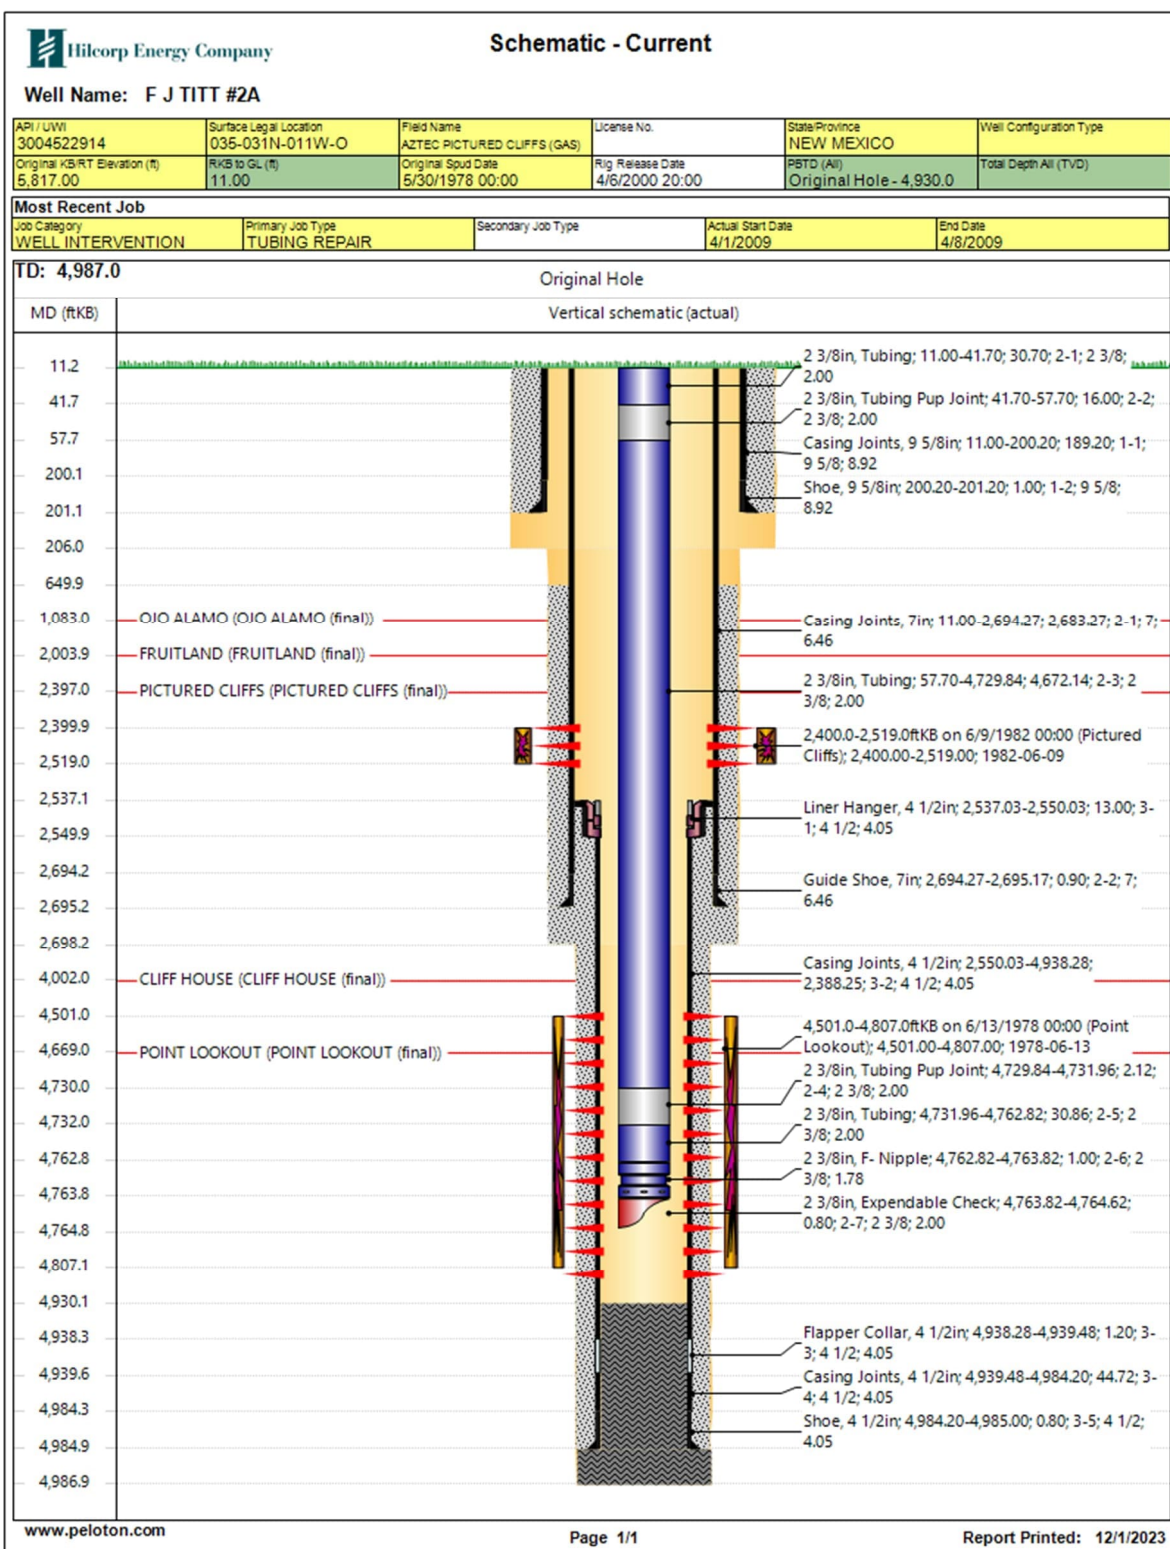 Hilcorp Energy Company
Schematic - Current
Well Name: F J TITT #2A
API / UWI
3004522914
Surface Legal Location
035-031N-011W-O
Field Name
AZTEC PICTURED CLIFFS (GAS)
License No.
State/Province
NEW MEXICO
Well Configuration Type
Original KB/RT Elevation (ft)
5,817.00
RKB to GL (ft)
11.00
Original Spud Date
5/30/1978 00:00
Rig Release Date
4/6/2000 20:00
PBTD (All)
Original Hole - 4,930.0
Total Depth All (TVD)
Most Recent Job
Job Category
WELL INTERVENTION
Primary Job Type
TUBING REPAIR
Secondary Job Type
Actual Start Date
4/1/2009
End Date
4/8/2009
TD: 4,987.0
Original Hole
MD (ftKB)
Vertical schematic (actual)
11.2
41.7
57.7
200.1
201.1
206.0
649.9
1,083.0
2,003.9
2,397.0
2,399.9
2,519.0
2,537.1
2,549.9
2,694.2
2,695.2
2,698.2
4,002.0
4,501.0
4,669.0
4,730.0
4,732.0
4,762.8
4,763.8
4,764.8
4,807.1
4,930.1
4,938.3
4,939.6
4,984.3
4,984.9
4,986.9
OJO ALAMO (OJO ALAMO (final))
FRUITLAND (FRUITLAND (final))
PICTURED CLIFFS (PICTURED CLIFFS (final))
CLIFF HOUSE (CLIFF HOUSE (final))
POINT LOOKOUT (POINT LOOKOUT (final))
2 3/8in, Tubing; 11.00-41.70; 30.70; 2-1; 2 3/8;
2.00
2 3/8in, Tubing Pup Joint; 41.70-57.70; 16.00; 2-2;
2 3/8; 2.00
Casing Joints, 9 5/8in; 11.00-200.20; 189.20; 1-1;
9 5/8; 8.92
Shoe, 9 5/8in; 200.20-201.20; 1.00; 1-2; 9 5/8;
8.92
Casing Joints, 7in; 11.00-2,694.27; 2,683.27; 2-1; 7;
6.46
2 3/8in, Tubing; 57.70-4,729.84; 4,672.14; 2-3; 2
3/8; 2.00
2,400.0-2,519.0ftKB on 6/9/1982 00:00 (Pictured
Cliffs); 2,400.00-2,519.00; 1982-06-09
Liner Hanger, 4 1/2in; 2,537.03-2,550.03; 13.00; 3-
1; 4 1/2; 4.05
Guide Shoe, 7in; 2,694.27-2,695.17; 0.90; 2-2; 7;
6.46
Casing Joints, 4 1/2in; 2,550.03-4,938.28;
2,388.25; 3-2; 4 1/2; 4.05
4,501.0-4,807.0ftKB on 6/13/1978 00:00 (Point
Lookout); 4,501.00-4,807.00; 1978-06-13
2 3/8in, Tubing Pup Joint; 4,729.84-4,731.96; 2.12;
2-4; 2 3/8; 2.00
2 3/8in, Tubing; 4,731.96-4,762.82; 30.86; 2-5; 2
3/8; 2.00
2 3/8in, F- Nipple; 4,762.82-4,763.82; 1.00; 2-6; 2
3/8; 1.78
2 3/8in, Expendable Check; 4,763.82-4,764.62;
0.80; 2-7; 2 3/8; 2.00
Flapper Collar, 4 1/2in; 4,938.28-4,939.48; 1.20; 3-
3; 4 1/2; 4.05
Casing Joints, 4 1/2in; 4,939.48-4,984.20; 44.72; 3-
4; 4 1/2; 4.05
Shoe, 4 1/2in; 4,984.20-4,985.00; 0.80; 3-5; 4 1/2;
4.05
www.peloton.com
Page 1/1
Report Printed: 12/1/2023